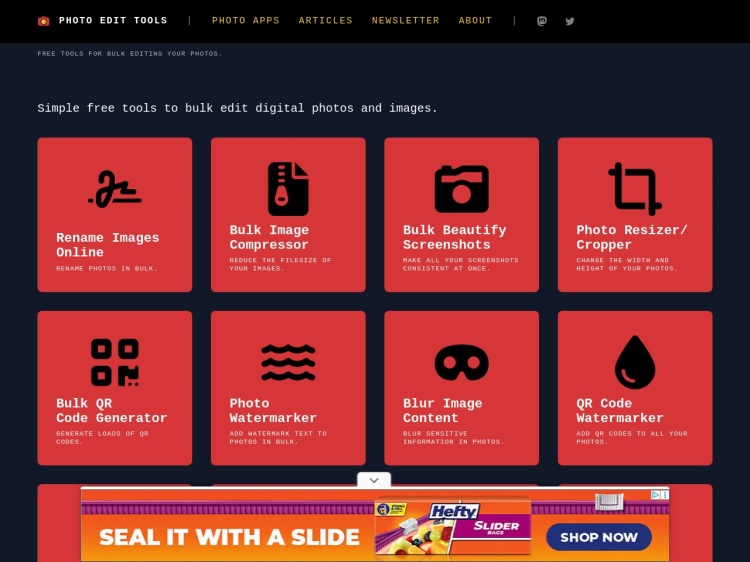 PHOTO EDIT TOOLS | PHOTO APPS ARTICLES NEWSLETTER ABOUT |
FREE TOOLS FOR BULK EDITING YOUR PHOTOS.
Simple free tools to bulk edit digital photos and images.
Rename Images
Online
RENAME PHOTOS IN BULK.
Bulk Image
Compressor
REDUCE THE FILESIZE OF
YOUR IMAGES.
Bulk Beautify
Screenshots
MAKE ALL YOUR SCREENSHOTS
CONSISTENT AT ONCE.
Photo Resizer/
Cropper
CHANGE THE WIDTH AND
HEIGHT OF YOUR PHOTOS.
Bulk QR
Code Generator
GENERATE LOADS OF QR
CODES.
Photo
Watermarker
ADD WATERMARK TEXT TO
PHOTOS IN BULK.
Blur Image
Content
BLUR SENSITIVE
INFORMATION IN PHOTOS.
QR Code
Watermarker
ADD QR CODES TO ALL YOUR
PHOTOS.
SEAL IT WITH A SLIDE
Hefty
SLIDER
BAGS
SHOP NOW